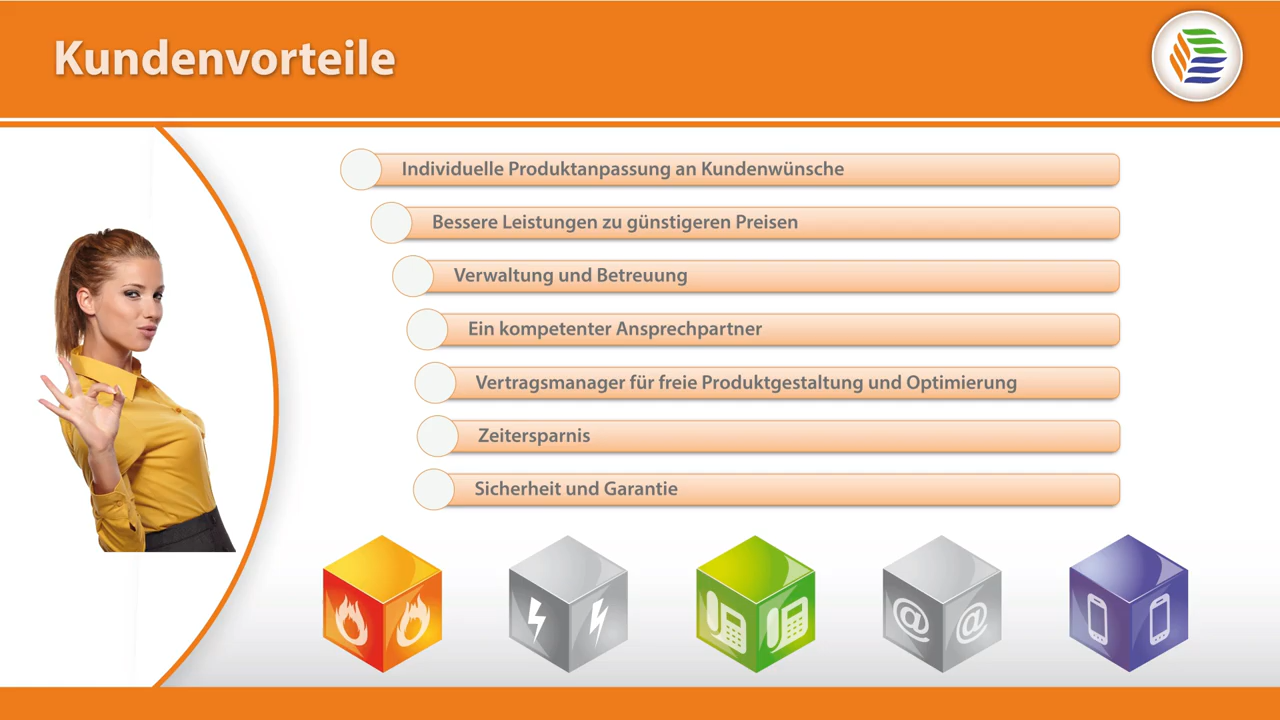 Kundenvorteile
Individuelle Produktanpassung an Kundenwünsche
Bessere Leistungen zu günstigeren Preisen
Verwaltung und Betreuung
Ein kompetenter Ansprechpartner
Vertragsmanager für freie Produktgestaltung und Optimierung
Zeitersparnis
Sicherheit und Garantie
@ @